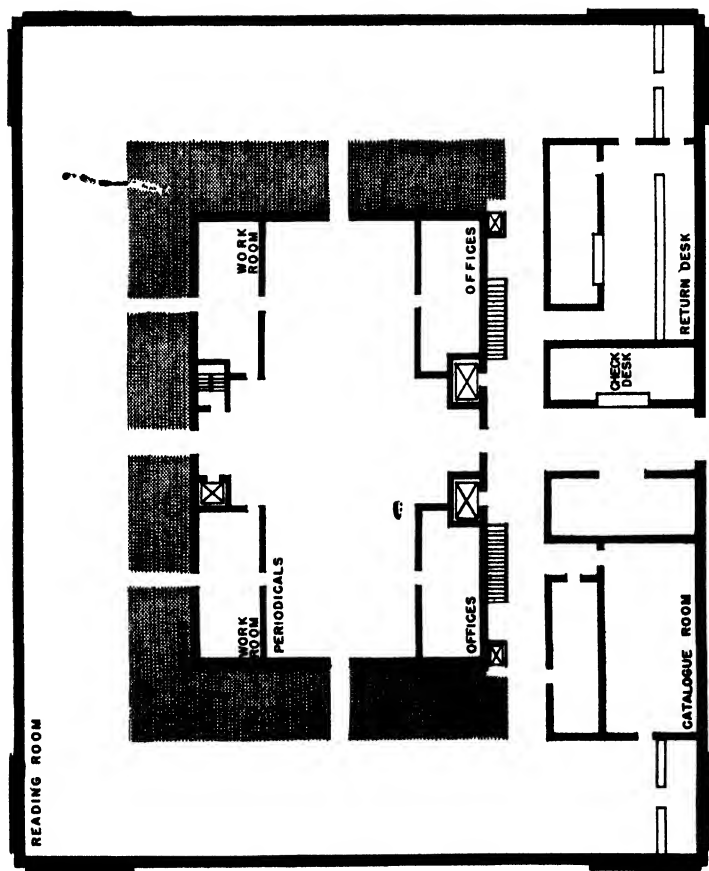 READING ROOM
WORK
ROOM
PERIODICALS
OFFICES
CATALOGUE ROOM
WORK
ROOM
OFFICES
CHECK
DESK
RETURN DESK